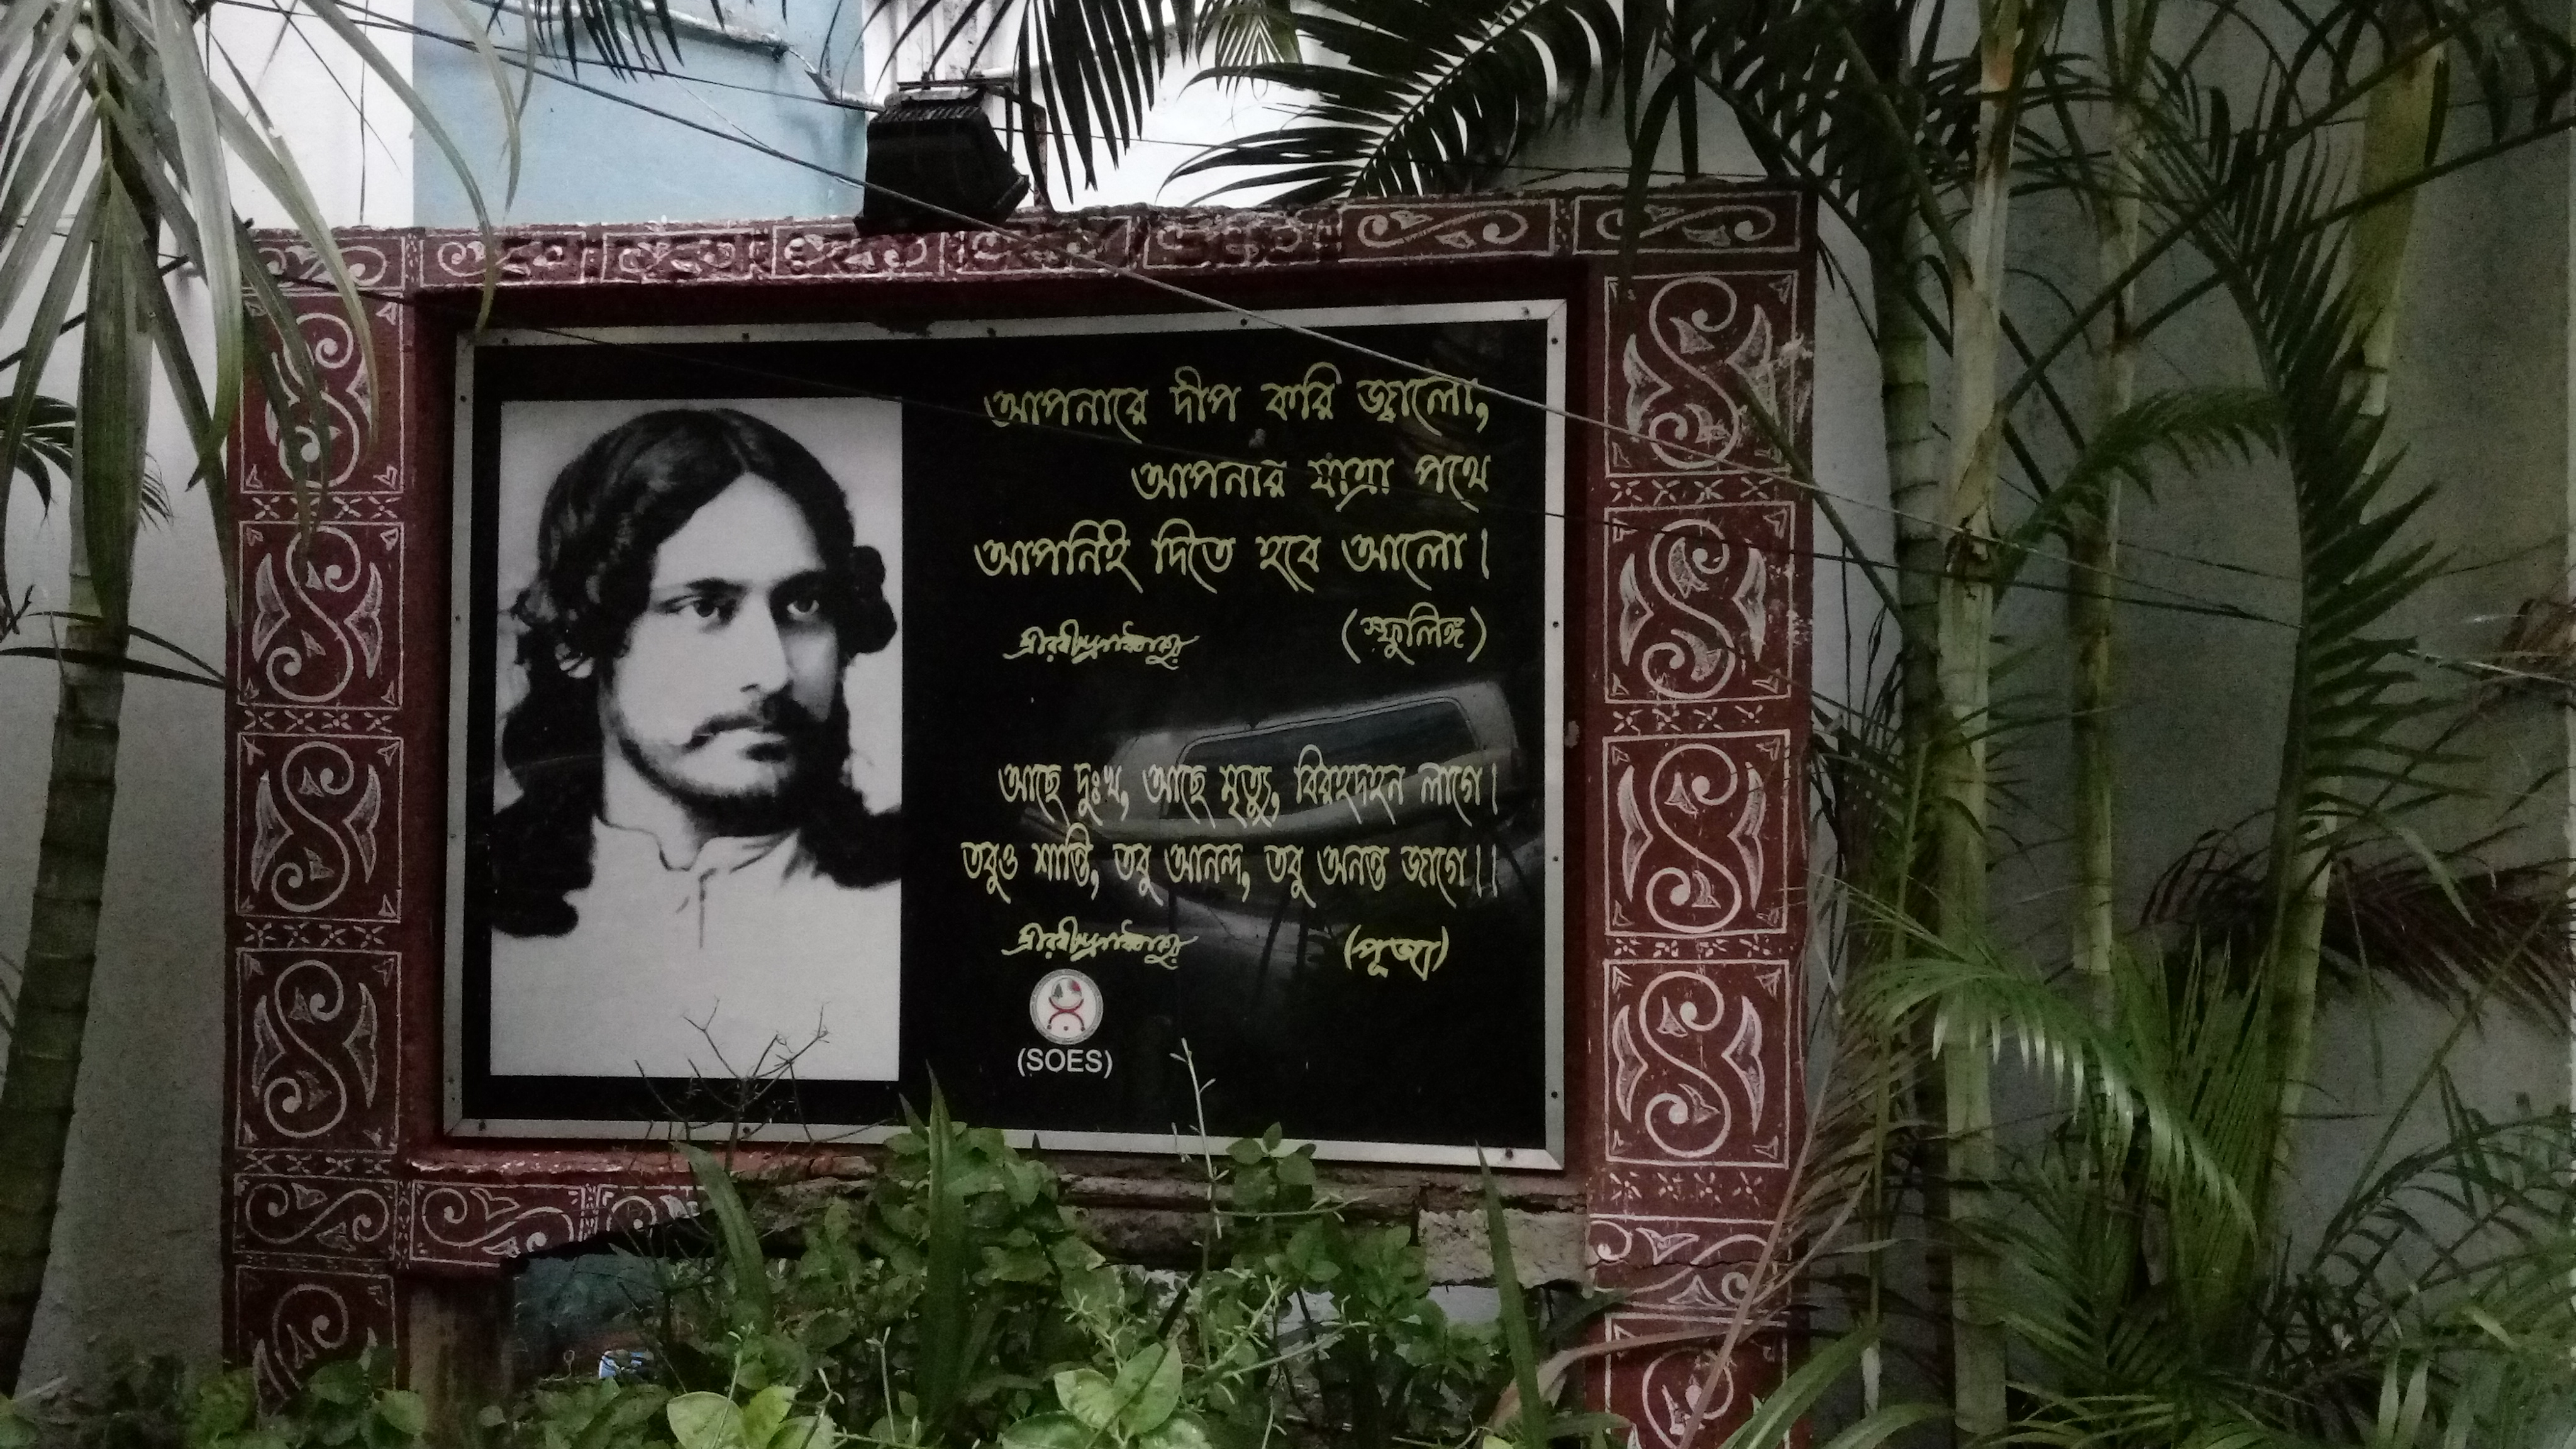 আপনারে দীপ করি জ্বালো,
আপনার যাত্রা পথে
আপনিই দিতে হবে আলো।
শ্রীরবীন্দ্রনাথ ঠাকুর (স্ফুলিঙ্গ)
আছে দুঃখ, আছে মৃত্যু, বিরহদহন লাগে।
তবুও শান্তি, তবু আনন্দ, তবু অনন্ত জাগে।।
শ্রীরবীন্দ্রনাথ ঠাকুর (পূজা)
(SOES)